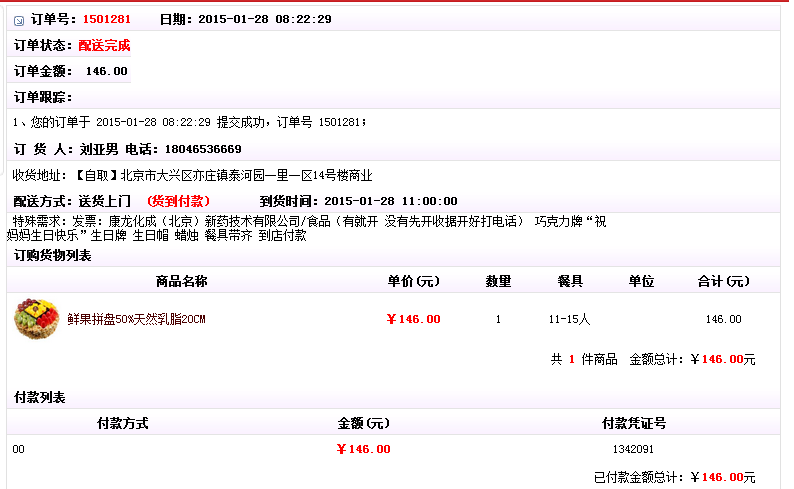 订单号：1501281 日期：2015-01-28 08:22:29
订单状态：配送完成
订单金额： 146.00
订单跟踪：
1、您的订单于 2015-01-28 08:22:29 提交成功，订单号 1501281；
订 货 人：刘亚男 电话：18046536669
收货地址：【自取】北京市大兴区亦庄镇泰河园一里一区14号楼商业
配送方式：送货上门 （货到付款） 到货时间：2015-01-28 11:00:00
特殊需求：发票：康龙化成（北京）新药技术有限公司/食品（有就开 没有先开收据开好打电话） 巧克力牌“祝
妈妈生日快乐”生日牌 生日帽 蜡烛 餐具带齐 到店付款
订购货物列表
商品名称 单价(元) 数量 餐具 单位 合计(元)
鲜果拼盘50%天然乳脂20CM ￥146.00 1 11-15人 146.00
共 1 件商品 金额总计：￥146.00元
付款列表
付款方式 金额(元) 付款凭证号
00 ￥146.00 1342091
已付款金额总计：￥146.00元